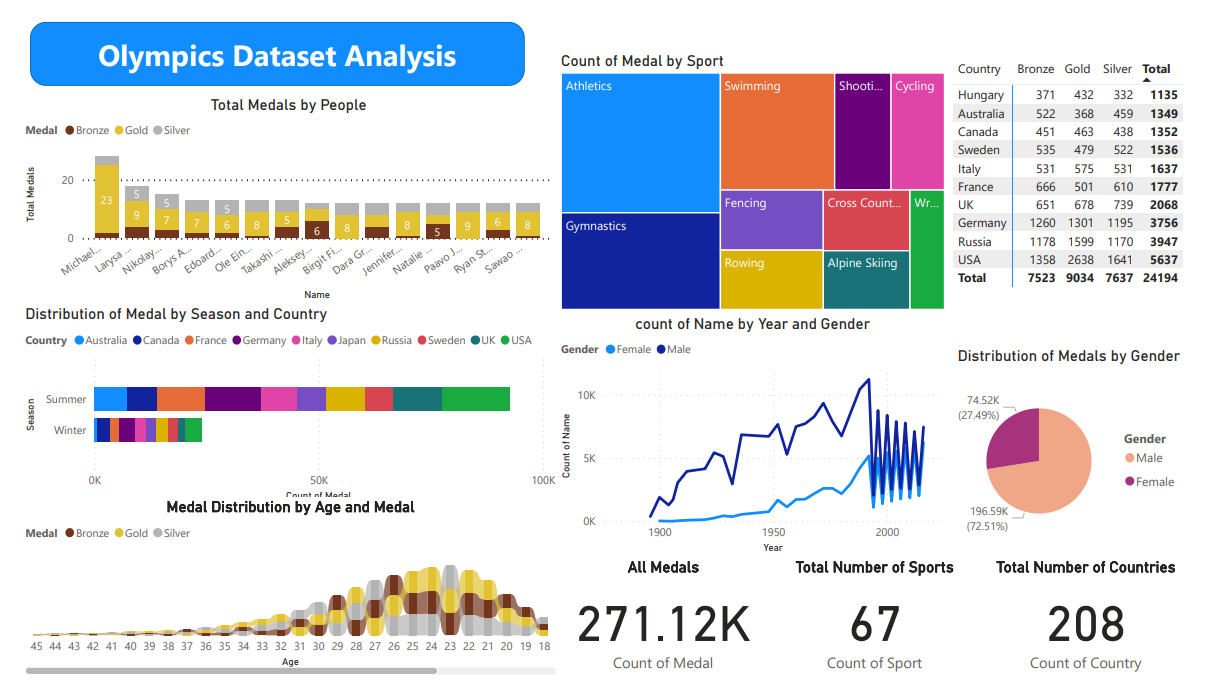 Olympics Dataset Analysis
Total Medals by People
Medal Bronze Gold Silver
Total Medals
20
0
23
5
9
5
7
7
5
6
8
5
6
8
8
5
9
6
8
Michael...
Larysa ...
Nikolay...
Borys A...
Edoard...
Ole Ein...
Takashi ...
Aleksey...
Birgit Fi...
Dara Gr...
Jennifer...
Natalie ...
Paavo J...
Ryan St...
Sawao ...
Name
Distribution of Medal by Season and Country
Country Australia Canada France Germany Italy Japan Russia Sweden UK USA
Season
Summer
Winter
0K 50K 100K
Count of Medal
Medal Distribution by Age and Medal
Medal Bronze Gold Silver
45 44 43 42 41 40 39 38 37 36 35 34 33 32 31 30 29 28 27 26 25 24 23 22 21 20 19 18
Age
Count of Medal by Sport
Athletics
Swimming
Shooti...
Cycling
Gymnastics
Fencing
Cross Count...
Wr...
Rowing
Alpine Skiing
Country Bronze Gold Silver Total
Hungary 371 432 332 1135
Australia 522 368 459 1349
Canada 451 463 438 1352
Sweden 535 479 522 1536
Italy 531 575 531 1637
France 666 501 610 1777
UK 651 678 739 2068
Germany 1260 1301 1195 3756
Russia 1178 1599 1170 3947
USA 1358 2638 1641 5637
Total 7523 9034 7637 24194
count of Name by Year and Gender
Gender Female Male
Count of Name
10K
5K
0K
1900 1950 2000
Year
Distribution of Medals by Gender
74.52K
(27.49%)
196.59K
(72.51%)
Gender
Male
Female
All Medals
271.12K
Count of Medal
Total Number of Sports
67
Count of Sport
Total Number of Countries
208
Count of Country